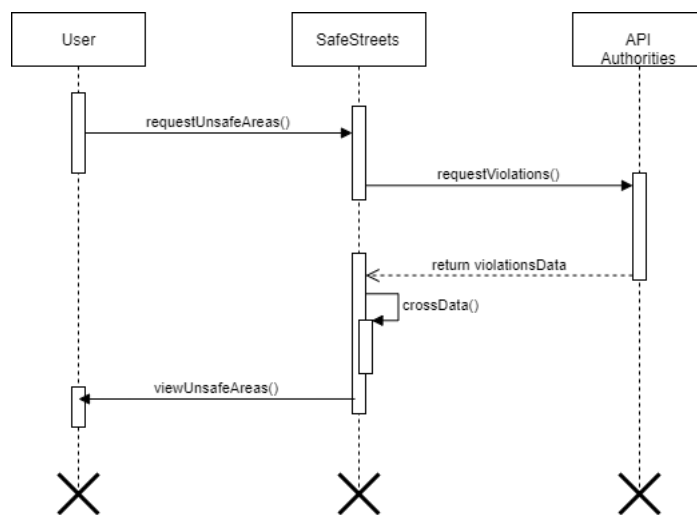 User
SafeStreets
API
Authorities
requestUnsafeAreas()
requestViolations()
return violationsData
crossData()
viewUnsafeAreas()